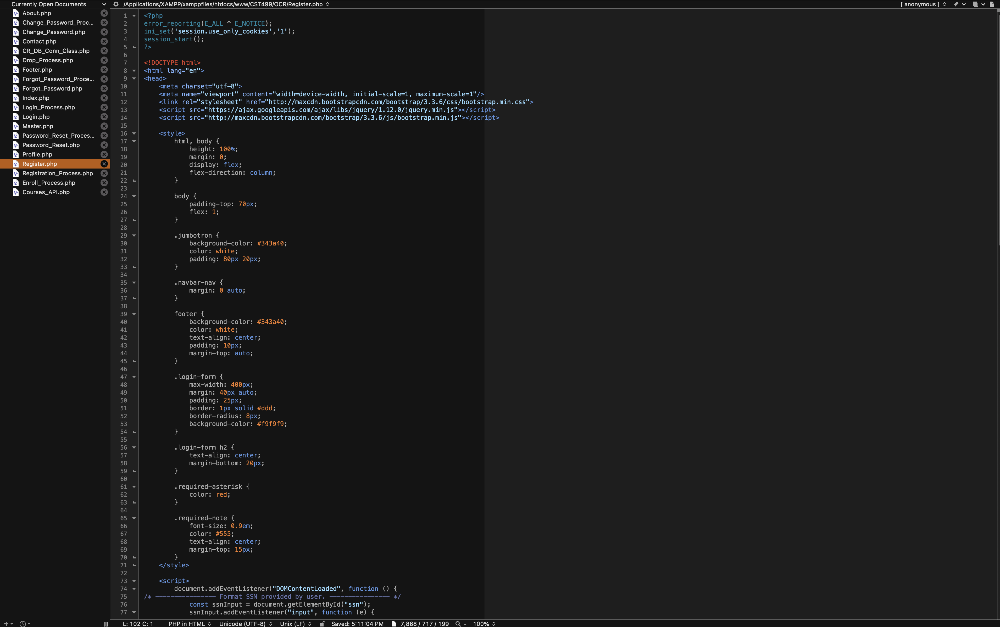 Currently Open Documents
About.php
Change_Password_Proc...
Change_Password.php
Contact.php
CR_DB_Conn_Class.php
Drop_Process.php
Footer.php
Forgot_Password_Proce...
Forgot_Password.php
Index.php
Login_Process.php
Login.php
Master.php
Password_Reset_Proces...
Password_Reset.php
Profile.php
Register.php
Registration_Process.php
Enroll_Process.php
Courses_API.php
/Applications/XAMPP/xamppfiles/htdocs/www/CST499/OCR/Register.php
[ anonymous ]
1 <?php
2 error_reporting(E_ALL ^ E_NOTICE);
3 ini_set('session.use_only_cookies','1');
4 session_start();
5 ?>
6
7 <!DOCTYPE html>
8 <html lang="en">
9 <head>
10     <meta charset="utf-8">
11     <meta name="viewport" content="width=device-width, initial-scale=1, maximum-scale=1"/>
12     <link rel="stylesheet" href="http://maxcdn.bootstrapcdn.com/bootstrap/3.3.6/css/bootstrap.min.css">
13     <script src="https://ajax.googleapis.com/ajax/libs/jquery/1.12.0/jquery.min.js"></script>
14     <script src="http://maxcdn.bootstrapcdn.com/bootstrap/3.3.6/js/bootstrap.min.js"></script>
15
16     <style>
17         html, body {
18             height: 100%;
19             margin: 0;
20             display: flex;
21             flex-direction: column;
22         }
23
24         body {
25             padding-top: 70px;
26             flex: 1;
27         }
28
29         .jumbotron {
30             background-color: #343a40;
31             color: white;
32             padding: 80px 20px;
33         }
34
35         .navbar-nav {
36             margin: 0 auto;
37         }
38
39         footer {
40             background-color: #343a40;
41             color: white;
42             text-align: center;
43             padding: 10px;
44             margin-top: auto;
45         }
46
47         .login-form {
48             max-width: 400px;
49             margin: 40px auto;
50             padding: 25px;
51             border: 1px solid #ddd;
52             border-radius: 8px;
53             background-color: #f9f9f9;
54         }
55
56         .login-form h2 {
57             text-align: center;
58             margin-bottom: 20px;
59         }
60
61         .required-asterisk {
62             color: red;
63         }
64
65         .required-note {
66             font-size: 0.9em;
67             color: #555;
68             text-align: center;
69             margin-top: 15px;
70         }
71     </style>
72
73     <script>
74         document.addEventListener("DOMContentLoaded", function () {
75 /* ---------------- Format SSN provided by user. ---------------- */
76             const ssnInput = document.getElementById("ssn");
77             ssnInput.addEventListener("input", function (e) {
L: 102 C: 1 PHP in HTML Unicode (UTF-8) Unix (LF) Saved: 5:11:04 PM 7,868 / 717 / 199 - 100%